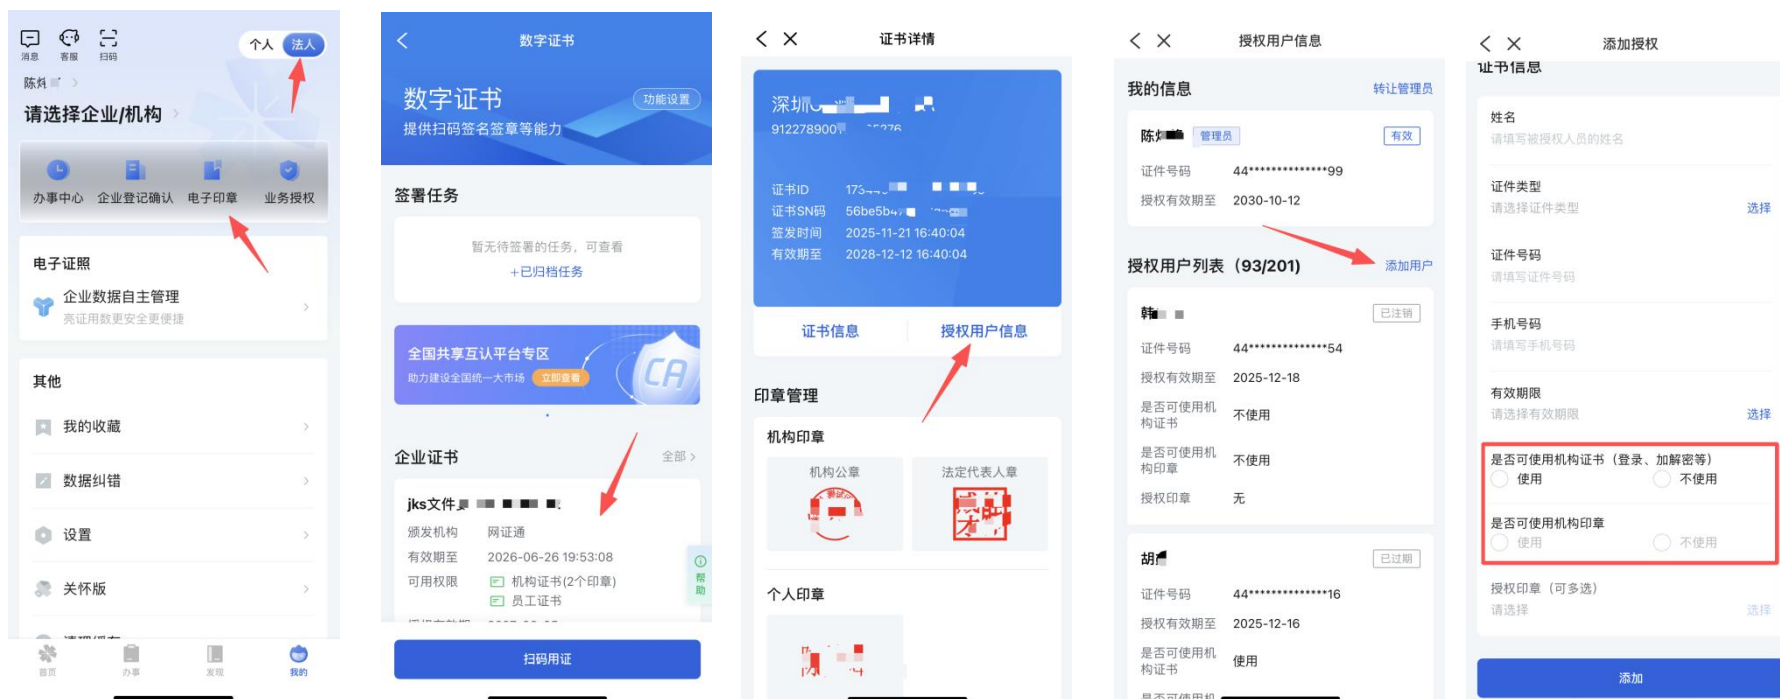 消息 客服 扫码
个人 法人
陈
请选择企业/机构
办事中心 企业登记确认 电子印章 业务授权
电子证照
企业数据自主管理
亮证用数更安全更便捷
其他
我的收藏
数据纠错
设置
关怀版
首页 办事 发现 我的
数字证书
数字证书
功能设置
提供扫码签名签章等能力
签署任务
暂无待签署的任务，可查看
+已归档任务
全国共享互认平台专区
助力建设全国统一大市场 立即查看
CA
企业证书 全部
jks文件
颁发机构 网证通
有效期至 2026-06-26 19:53:08
可用权限 机构证书(2个印章)
员工证书
帮助
扫码用证
证书详情
深圳
912278900
证书ID
证书SN码 56be5b4
签发时间 2025-11-21 16:40:04
有效期至 2028-12-12 16:40:04
证书信息 授权用户信息
印章管理
机构印章
机构公章 法定代表人章
个人印章
授权用户信息
我的信息 转让管理员
陈 管理员 有效
证件号码 44**************99
授权有效期至 2030-10-12
授权用户列表（93/201） 添加用户
韩 已注销
证件号码 44**************54
授权有效期至 2025-12-18
是否可使用机
构证书
不使用
是否可使用机
构印章
不使用
授权印章 无
胡 已过期
证件号码 44**************16
授权有效期至 2025-12-16
是否可使用机
构证书
使用
是否可使用机
添加授权
证书信息
姓名
请填写被授权人员的姓名
证件类型
请选择证件类型 选择
证件号码
请填写证件号码
手机号码
请填写手机号码
有效期限
请选择有效期限 选择
是否可使用机构证书（登录、加解密等）
使用 不使用
是否可使用机构印章
使用 不使用
授权印章（可多选）
请选择 选择
添加